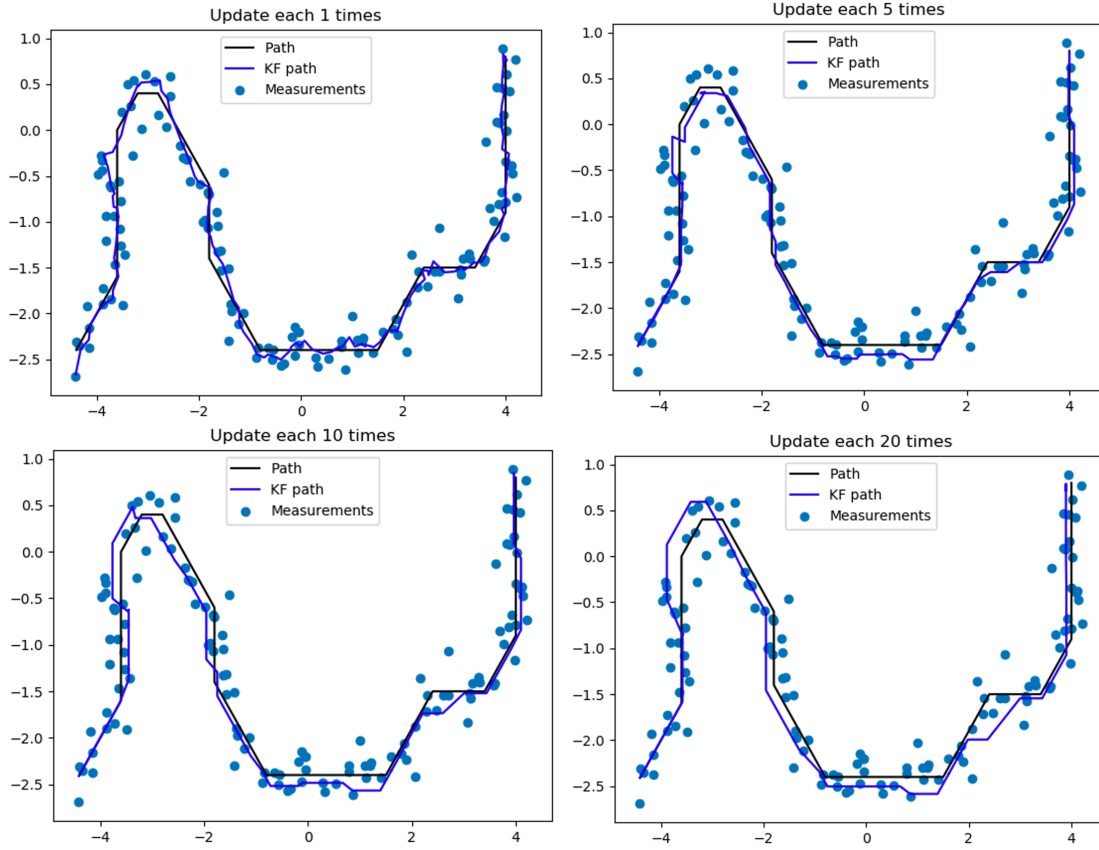 Update each 1 times
Path
KF path
Measurements
1.0
0.5
0.0
−0.5
−1.0
−1.5
−2.0
−2.5
−4 −2 0 2 4
Update each 5 times
Path
KF path
Measurements
1.0
0.5
0.0
−0.5
−1.0
−1.5
−2.0
−2.5
−4 −2 0 2 4
Update each 10 times
Path
KF path
Measurements
1.0
0.5
0.0
−0.5
−1.0
−1.5
−2.0
−2.5
−4 −2 0 2 4
Update each 20 times
Path
KF path
Measurements
1.0
0.5
0.0
−0.5
−1.0
−1.5
−2.0
−2.5
−4 −2 0 2 4